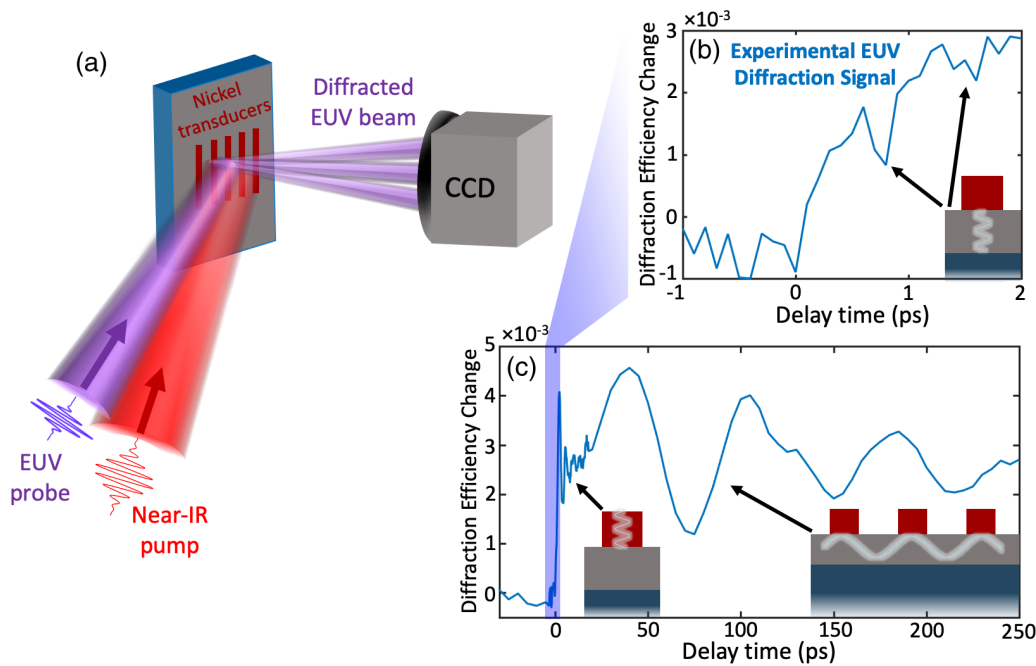 (a)
Nickel
transducers
Diffracted
EUV beam
CCD
EUV
probe
Near-IR
pump
×10⁻³
(b)
Experimental EUV
Diffraction Signal
Diffraction Efficiency Change
3
2
1
0
-1
-1
0
1
2
Delay time (ps)
×10⁻³
(c)
Diffraction Efficiency Change
5
4
3
2
1
0
0
50
100
150
200
250
Delay time (ps)